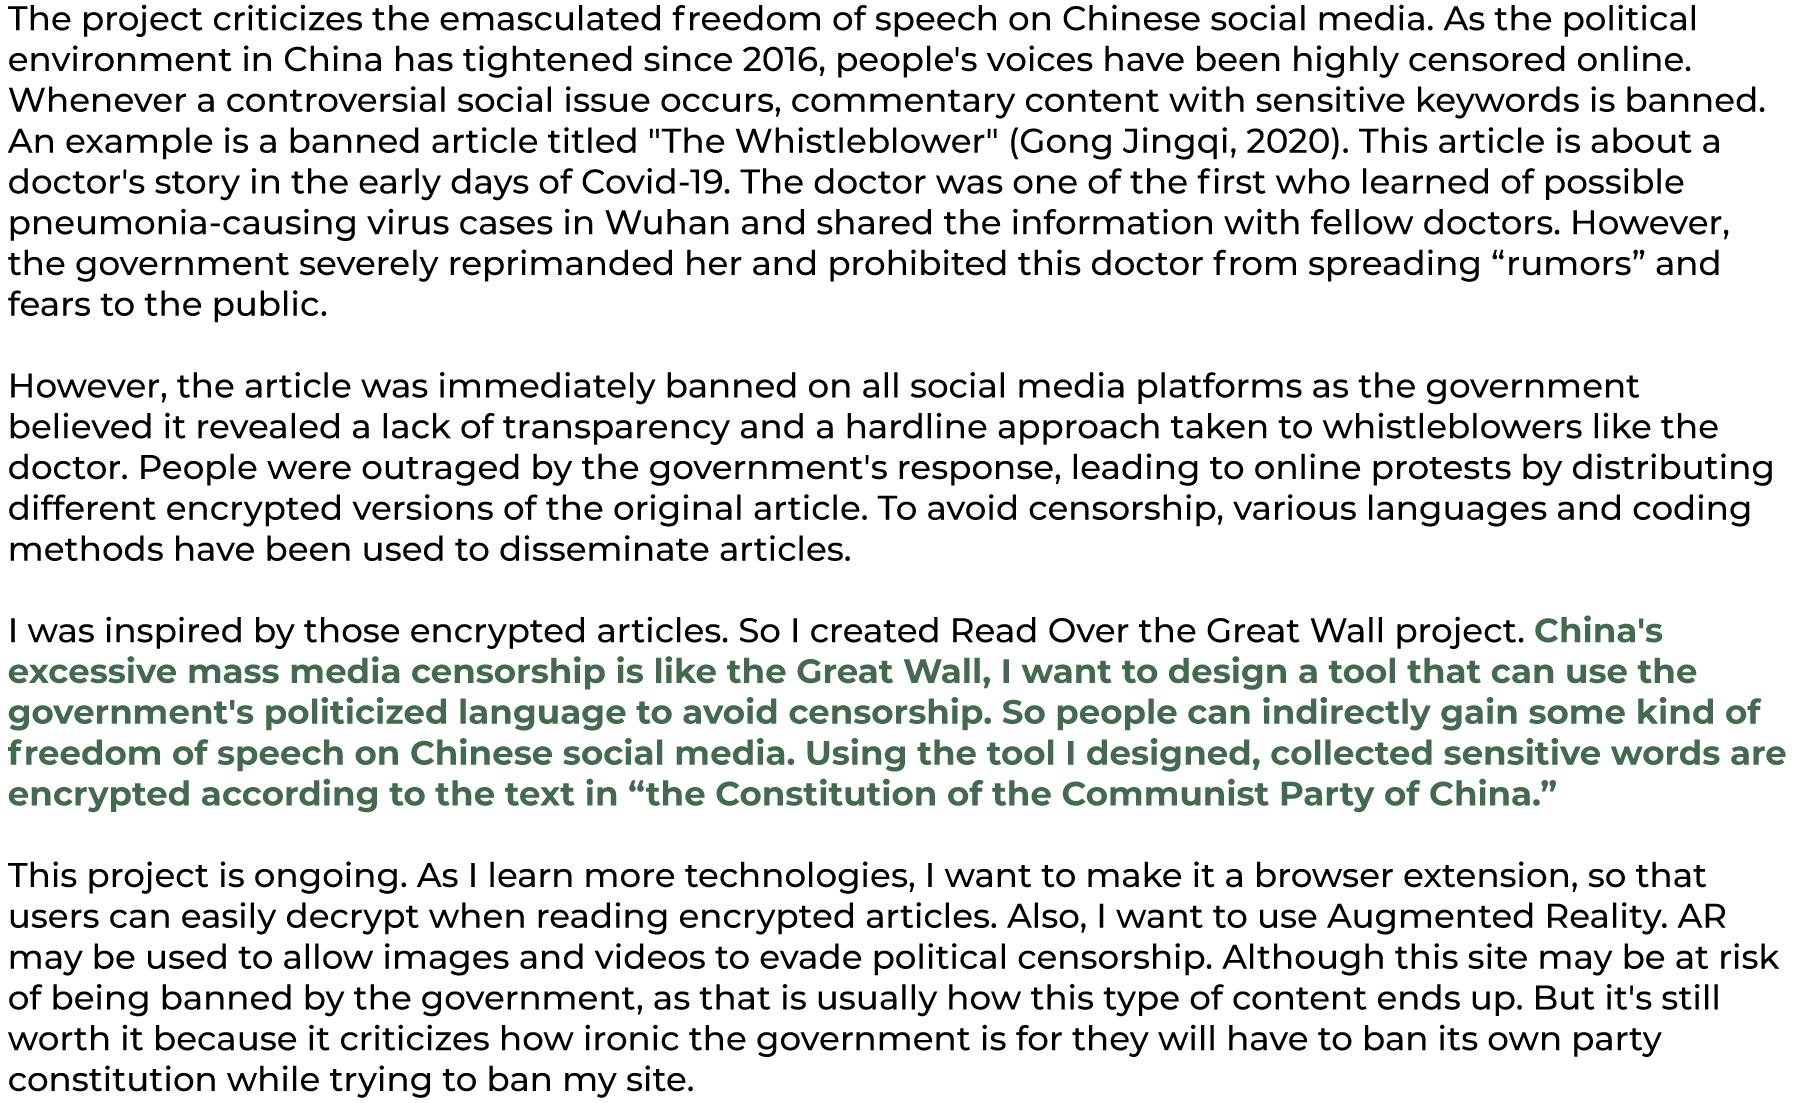 The project criticizes the emasculated freedom of speech on Chinese social media. As the political
environment in China has tightened since 2016, people's voices have been highly censored online.
Whenever a controversial social issue occurs, commentary content with sensitive keywords is banned.
An example is a banned article titled "The Whistleblower" (Gong Jingqi, 2020). This article is about a
doctor's story in the early days of Covid-19. The doctor was one of the first who learned of possible
pneumonia-causing virus cases in Wuhan and shared the information with fellow doctors. However,
the government severely reprimanded her and prohibited this doctor from spreading “rumors” and
fears to the public.
However, the article was immediately banned on all social media platforms as the government
believed it revealed a lack of transparency and a hardline approach taken to whistleblowers like the
doctor. People were outraged by the government's response, leading to online protests by distributing
different encrypted versions of the original article. To avoid censorship, various languages and coding
methods have been used to disseminate articles.
I was inspired by those encrypted articles. So I created Read Over the Great Wall project. China's
excessive mass media censorship is like the Great Wall, I want to design a tool that can use the
government's politicized language to avoid censorship. So people can indirectly gain some kind of
freedom of speech on Chinese social media. Using the tool I designed, collected sensitive words are
encrypted according to the text in “the Constitution of the Communist Party of China.”
This project is ongoing. As I learn more technologies, I want to make it a browser extension, so that
users can easily decrypt when reading encrypted articles. Also, I want to use Augmented Reality. AR
may be used to allow images and videos to evade political censorship. Although this site may be at risk
of being banned by the government, as that is usually how this type of content ends up. But it's still
worth it because it criticizes how ironic the government is for they will have to ban its own party
constitution while trying to ban my site.